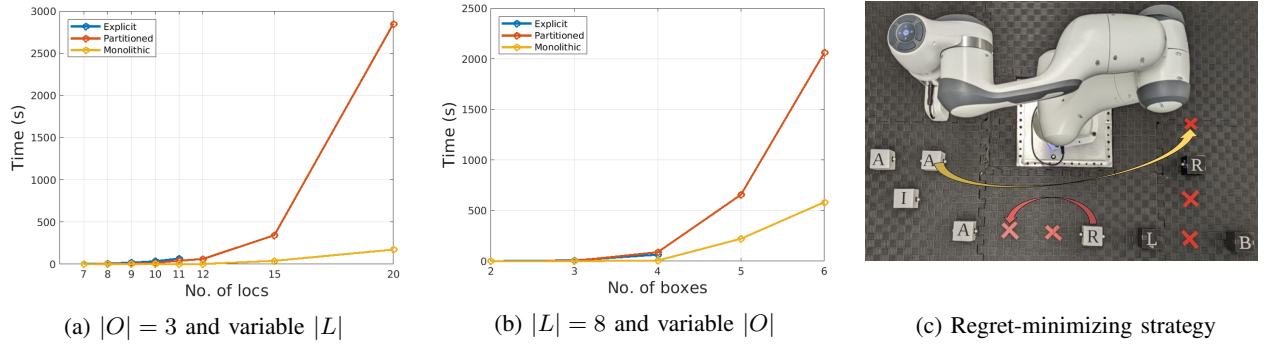 3000
2500
2000
1500
1000
500
0
Time (s)
Explicit
Partitioned
Monolithic
7 8 9 10 11 12 15 20
No. of locs
(a) |O| = 3 and variable |L|
2500
2000
1500
1000
500
0
Time (s)
Explicit
Partitioned
Monolithic
2 3 4 5 6
No. of boxes
(b) |L| = 8 and variable |O|
A A R
I
A R L B
(c) Regret-minimizing strategy